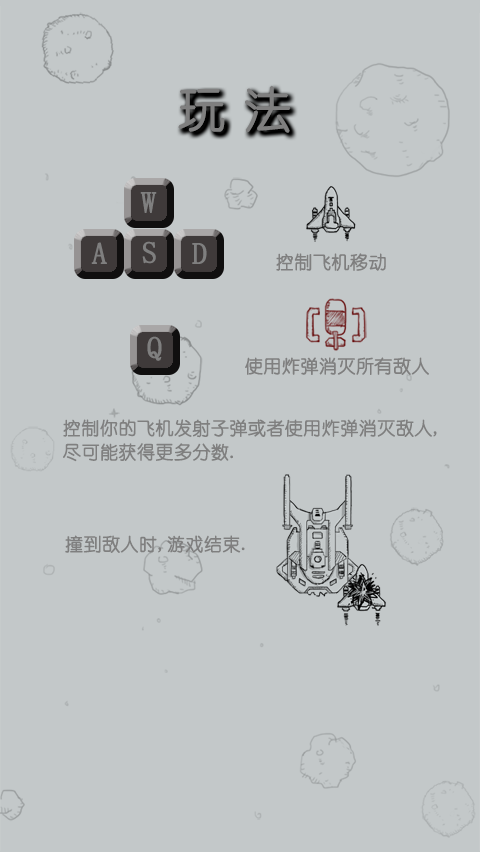 玩法
W
A S D
控制飞机移动
Q
使用炸弹消灭所有敌人
控制你的飞机发射子弹或者使用炸弹消灭敌人,
尽可能获得更多分数.
撞到敌人时,游戏结束.